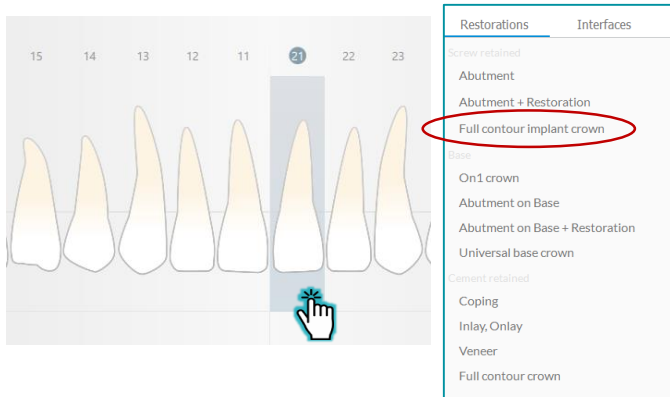 15 14 13 12 11 21 22 23
Restorations Interfaces
Screw retained
Abutment
Abutment + Restoration
Full contour implant crown
Base
On1 crown
Abutment on Base
Abutment on Base + Restoration
Universal base crown
Cement retained
Coping
Inlay, Onlay
Veneer
Full contour crown